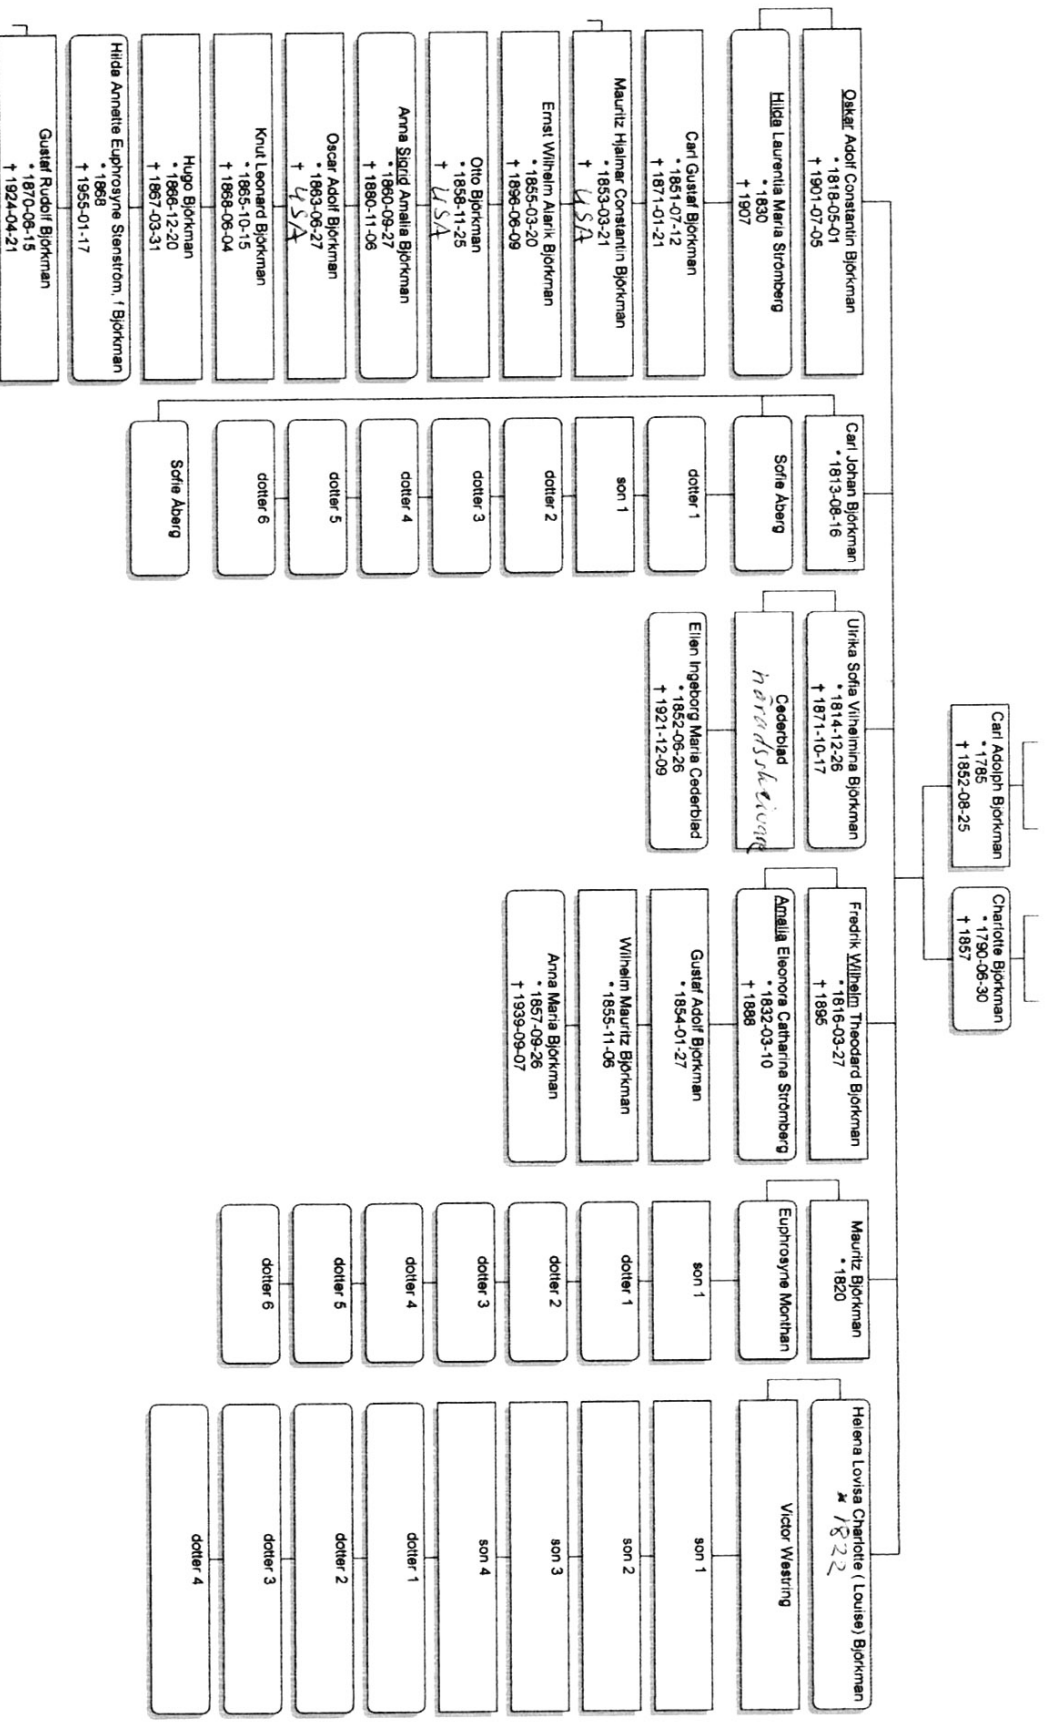 Carl Adolph Björkman
* 1785
† 1852-08-25
Charlotte Björkman
* 1790-06-30
† 1857
Oskar Adolf Constantin Björkman
* 1818-05-01
† 1901-07-05
Hilda Laurentia Maria Strömberg
* 1830
† 1907
Carl Gustaf Björkman
* 1851-07-12
† 1871-01-21
Mauritz Hjalmar Constantin Björkman
* 1853-03-21
† USA
Ernst Wilhelm Alarik Björkman
* 1855-03-20
† 1896-06-09
Otto Björkman
* 1858-11-25
† USA
Anna Sigrid Amalia Björkman
* 1860-09-27
† 1880-11-06
Oscar Adolf Björkman
* 1863-06-27
† USA
Knut Leonard Björkman
* 1865-10-15
† 1868-06-04
Hugo Björkman
* 1866-12-20
† 1867-03-31
Hilda Annette Euphrosyne Stenström, f Björkman
* 1868
† 1955-01-17
Gustaf Rudolf Björkman
* 1870-06-15
† 1924-04-21
Carl Johan Björkman
* 1813-08-16
Sofie Åberg
dotter 1
son 1
dotter 2
dotter 3
dotter 4
dotter 5
dotter 6
Sofie Åberg
Ulrika Sofia Vilhelmina Björkman
* 1814-12-26
† 1871-10-17
Cederblad
Ellen Ingeborg Maria Cederblad
* 1852-06-26
† 1921-12-09
Fredrik Wilhelm Theodard Björkman
* 1816-03-27
† 1895
Amalia Eleonora Catharina Strömberg
* 1832-03-10
† 1888
Gustaf Adolf Björkman
* 1854-01-27
Wilhelm Mauritz Björkman
* 1855-11-06
Anna Maria Björkman
* 1857-09-26
† 1939-09-07
Mauritz Björkman
* 1820
Euphrosyne Monthan
son 1
dotter 1
dotter 2
dotter 3
dotter 4
dotter 5
dotter 6
Helena Lovisa Charlotte ( Louise) Björkman
* 1822
Victor Westring
son 1
son 2
son 3
son 4
dotter 1
dotter 2
dotter 3
dotter 4